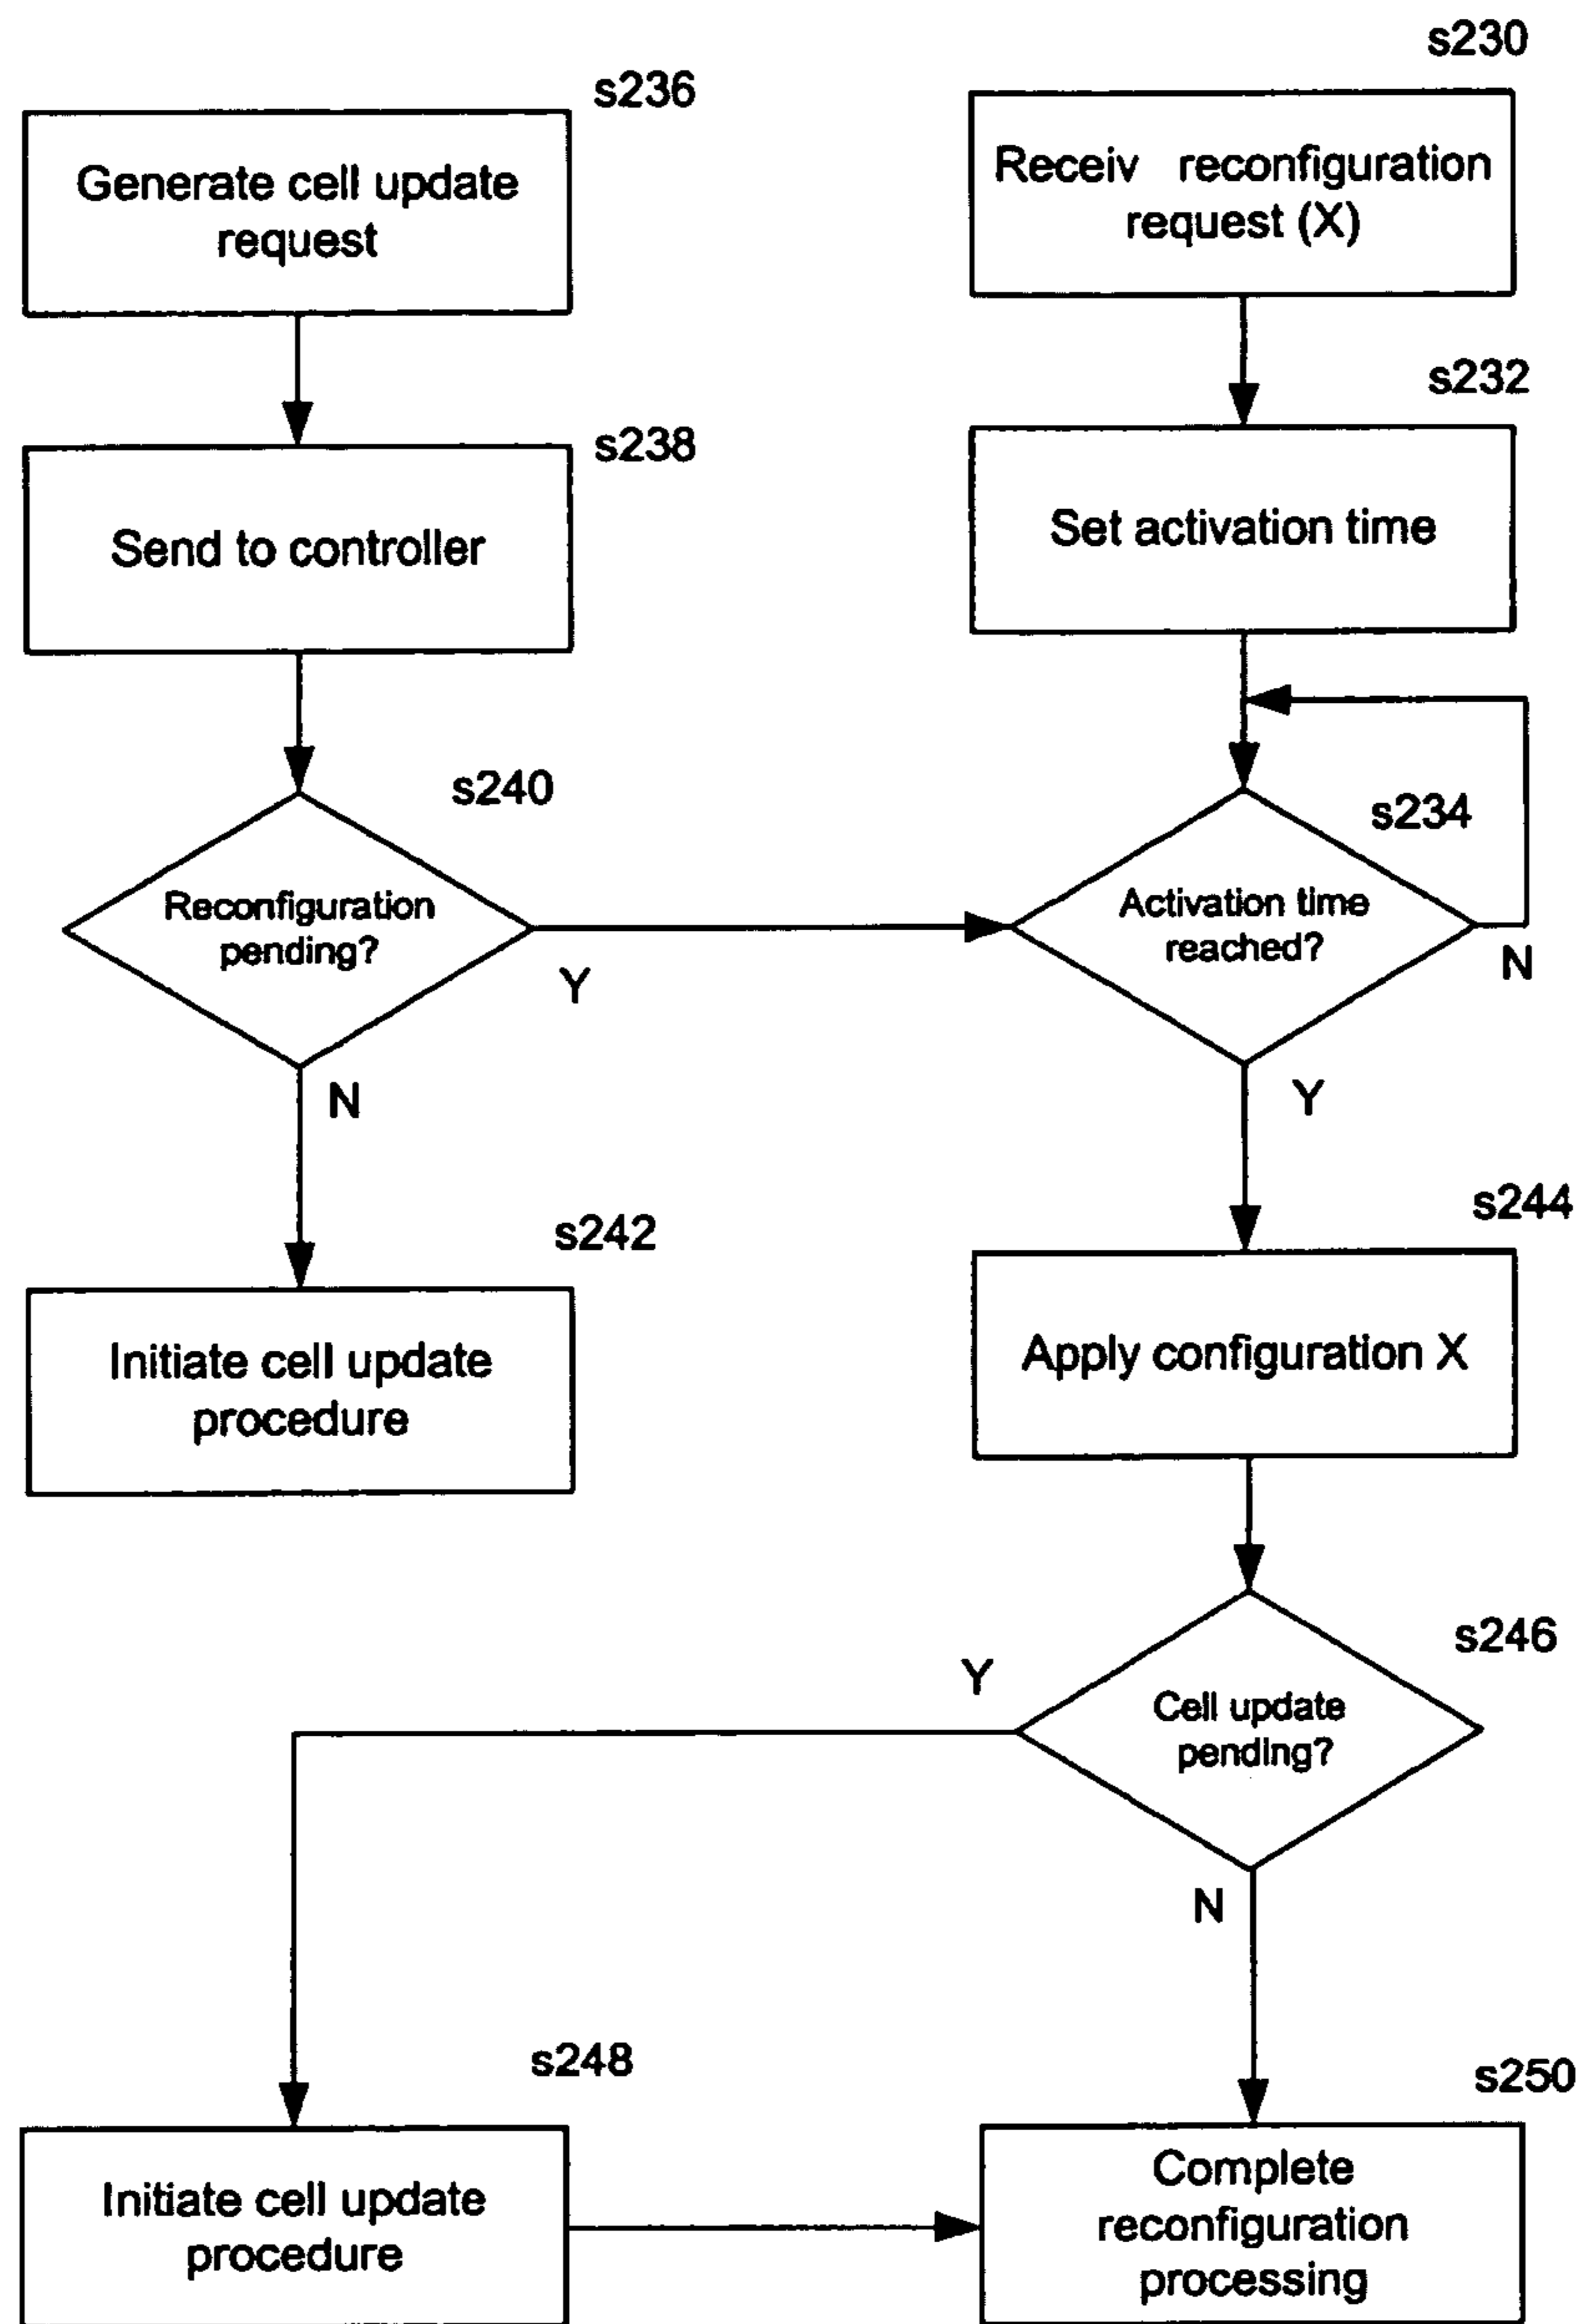 s230
s236
Generate cell update
request
Receiv reconfiguration
request (X)
s232
s238
Send to controller
Set activation time
s240
s234
Reconfiguration
pending?
Y
Activation time
reached?
N
N
Y
s242
s244
Initiate cell update
procedure
Apply configuration X
s246
Y
Cell update
pending?
N
s248
s250
Initiate cell update
procedure
Complete
reconfiguration
processing